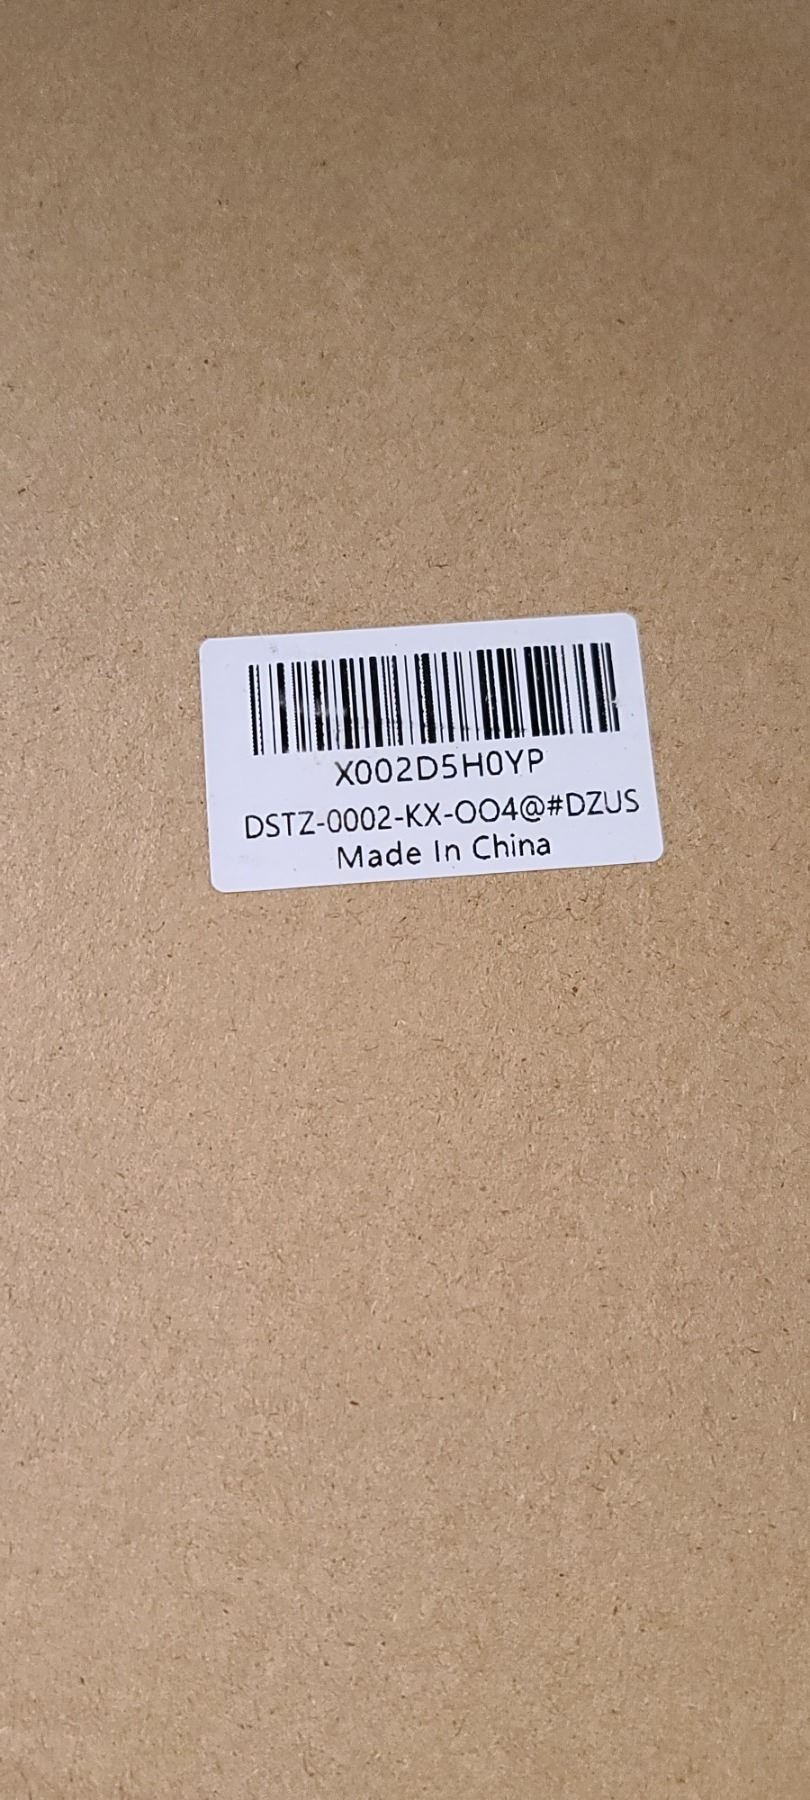 X002D5H0YP
DSTZ-0002-KX-OO4@#DZUS
Made In China